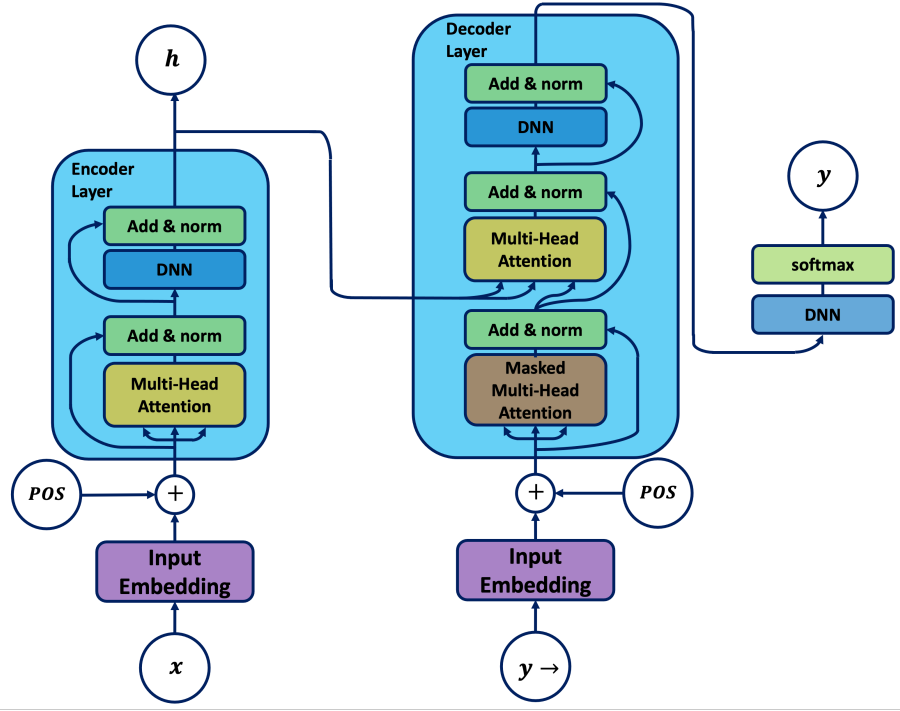 h
Encoder
Layer
Add & norm
DNN
Add & norm
Multi-Head
Attention
POS
+
Input
Embedding
x
Decoder
Layer
Add & norm
DNN
Add & norm
Multi-Head
Attention
Add & norm
Masked
Multi-Head
Attention
+
POS
Input
Embedding
y →
y
softmax
DNN